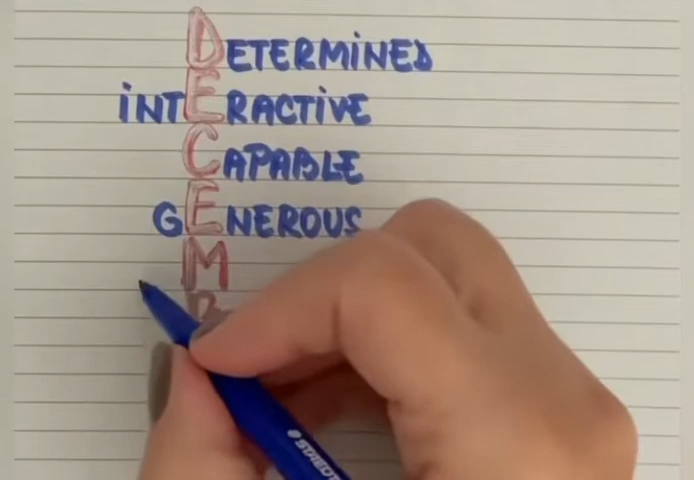 DETERMINED
iNTERACTiVE
CAPABLE
GENEROUS
M